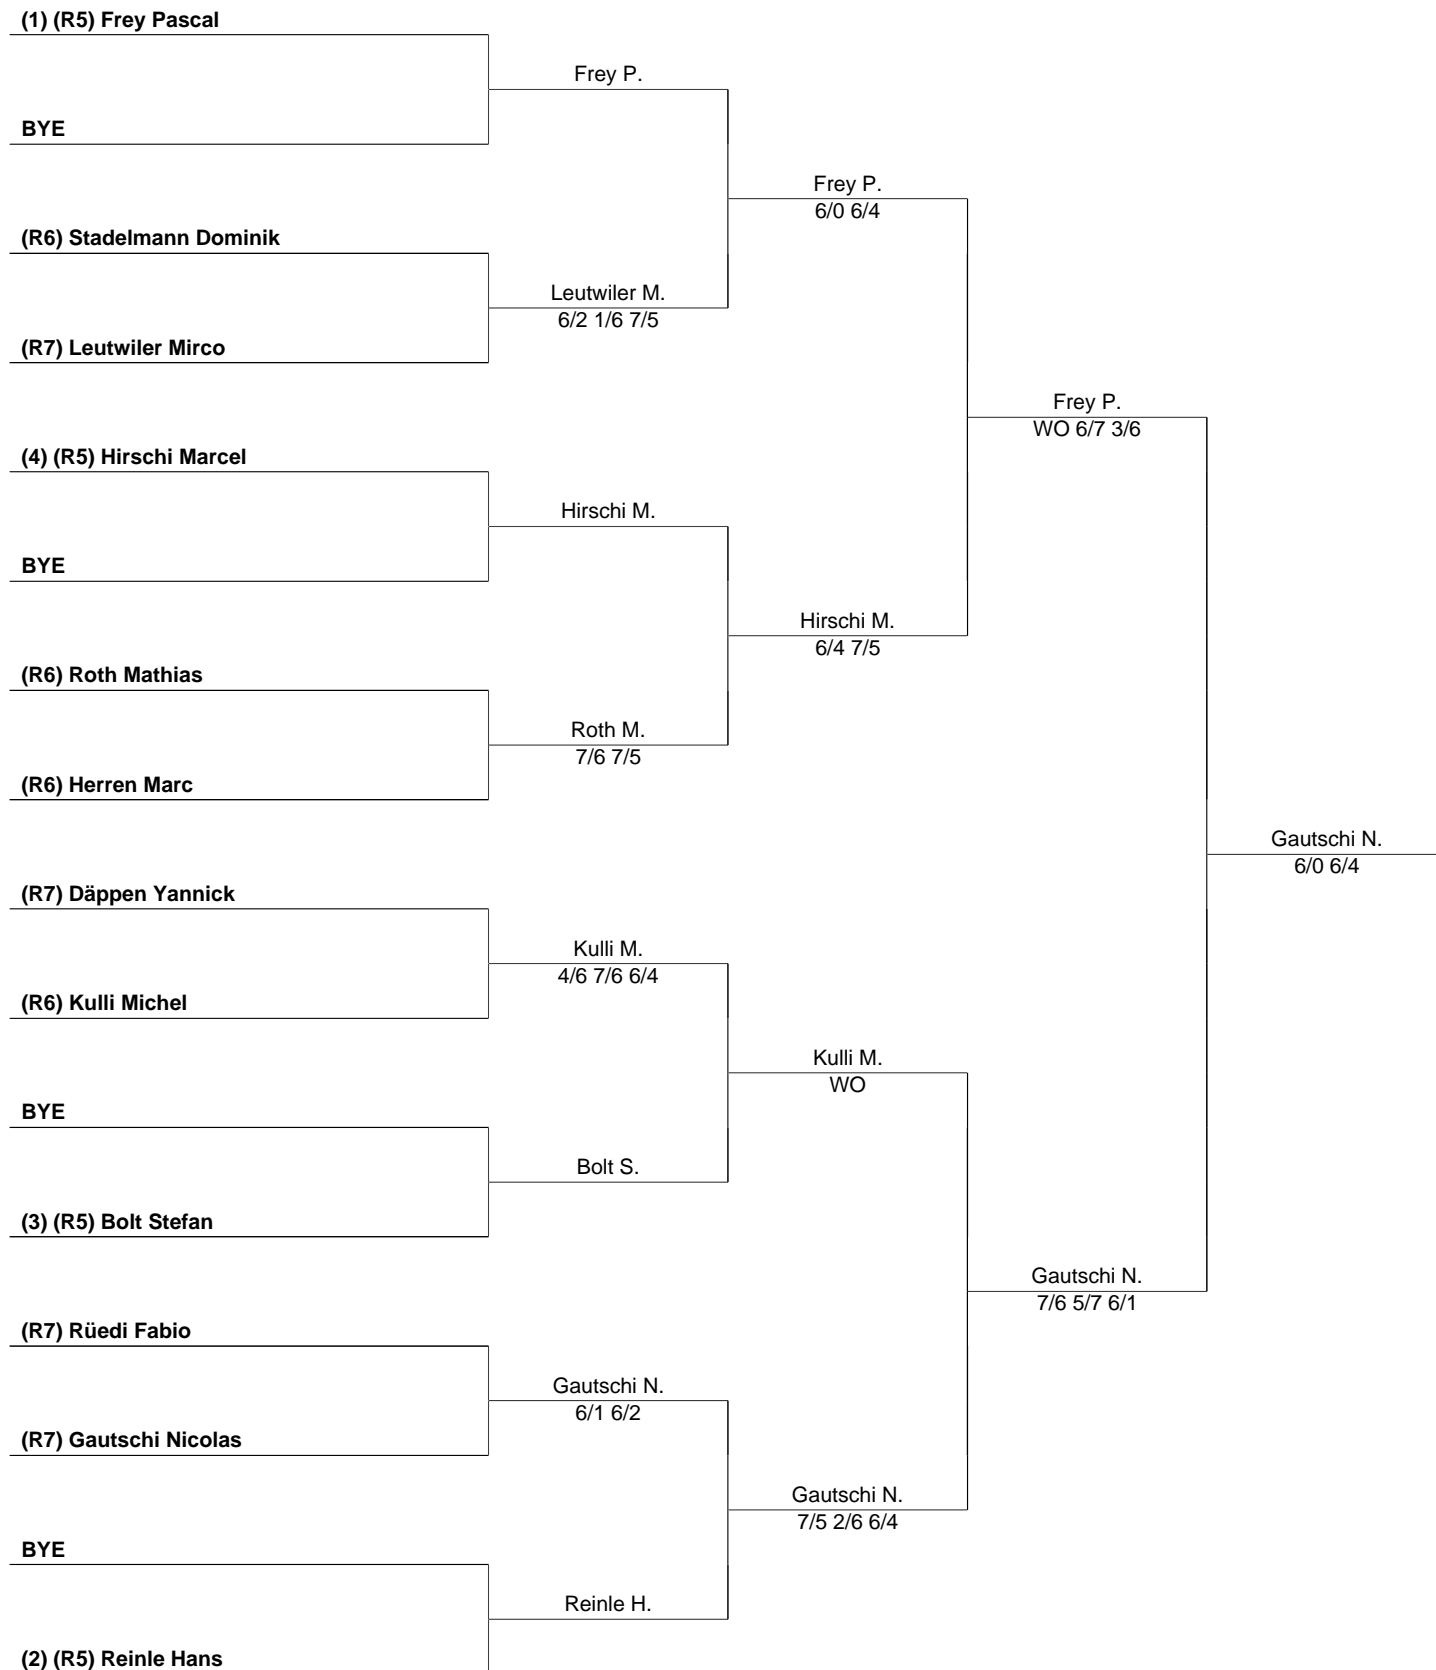 (1) (R5) Frey Pascal
Frey P.
BYE
Frey P.
6/0 6/4
(R6) Stadelmann Dominik
Leutwiler M.
6/2 1/6 7/5
(R7) Leutwiler Mirco
Frey P.
WO 6/7 3/6
(4) (R5) Hirschi Marcel
Hirschi M.
BYE
Hirschi M.
6/4 7/5
(R6) Roth Mathias
Roth M.
7/6 7/5
(R6) Herren Marc
Gautschi N.
6/0 6/4
(R7) Däppen Yannick
Kulli M.
4/6 7/6 6/4
(R6) Kulli Michel
Kulli M.
WO
BYE
Bolt S.
(3) (R5) Bolt Stefan
Gautschi N.
7/6 5/7 6/1
(R7) Rüedi Fabio
Gautschi N.
6/1 6/2
(R7) Gautschi Nicolas
Gautschi N.
7/5 2/6 6/4
BYE
Reinle H.
(2) (R5) Reinle Hans